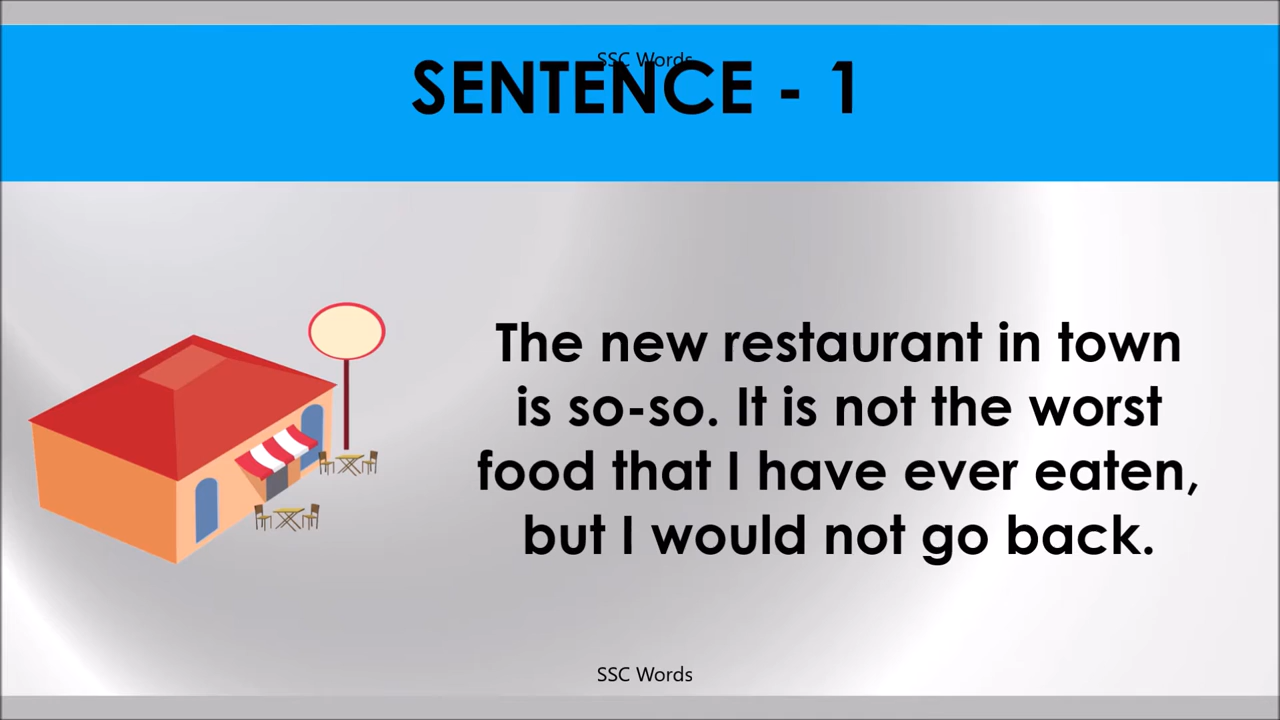 SSC Words
SENTENCE - 1
The new restaurant in town
is so-so. It is not the worst
food that I have ever eaten,
but I would not go back.
SSC Words